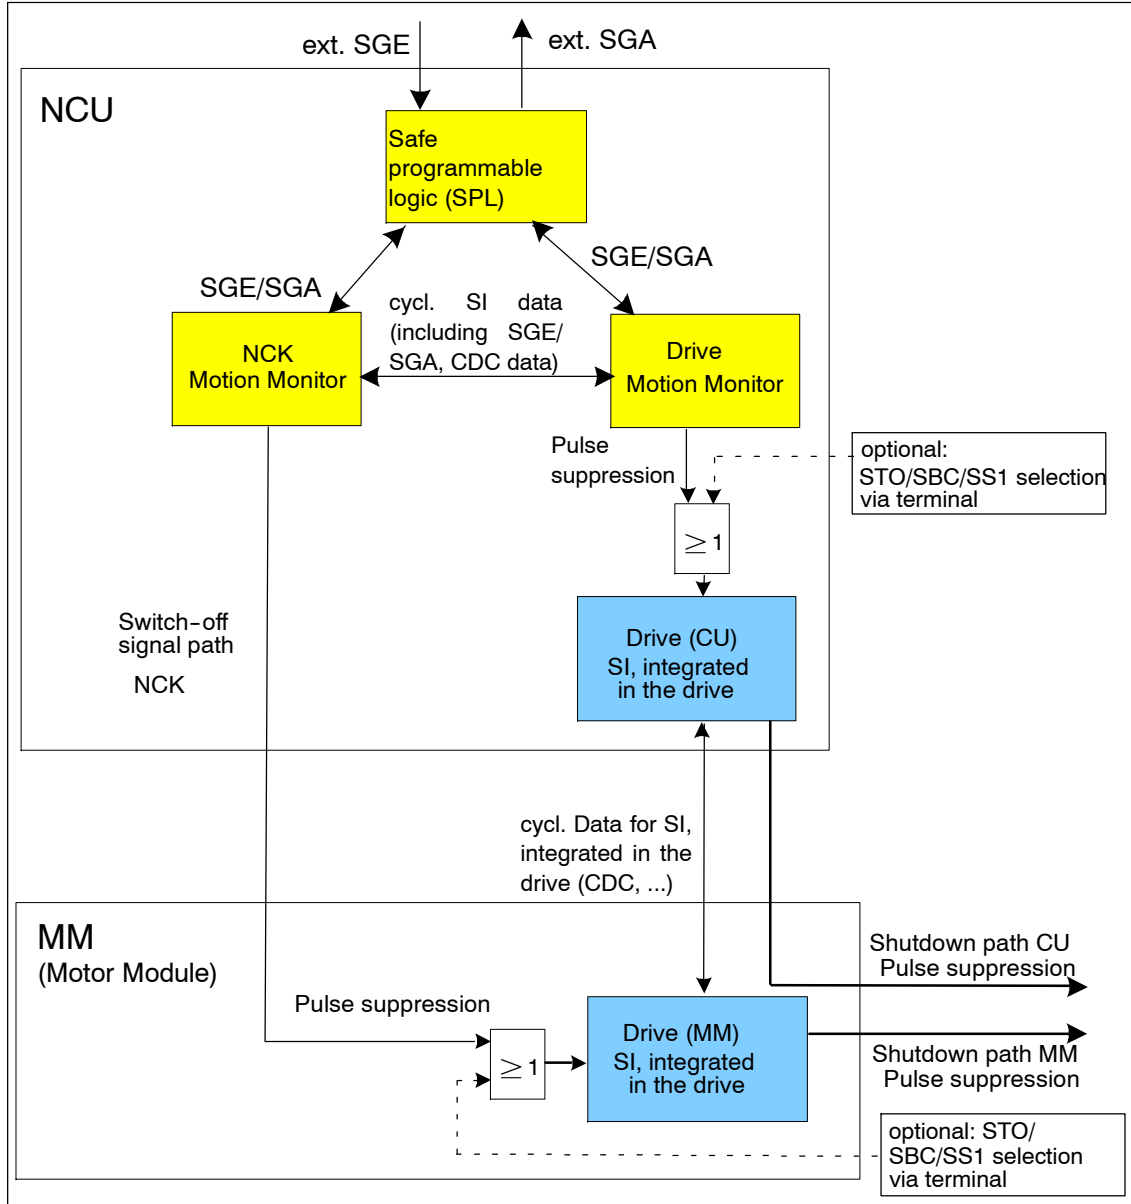 ext. SGE
ext. SGA
NCU
Safe
programmable
logic (SPL)
SGE/SGA
SGE/SGA
cycl. SI data
(including SGE/
SGA, CDC data)
NCK
Motion Monitor
Drive
Motion Monitor
Pulse
suppression
optional:
STO/SBC/SS1 selection
via terminal
≥ 1
Switch-off
signal path
NCK
Drive (CU)
SI, integrated
in the drive
cycl. Data for SI,
integrated in the
drive (CDC, ...)
MM
(Motor Module)
Shutdown path CU
Pulse suppression
Pulse suppression
≥ 1
Drive (MM)
SI, integrated
in the drive
Shutdown path MM
Pulse suppression
optional: STO/
SBC/SS1 selection
via terminal